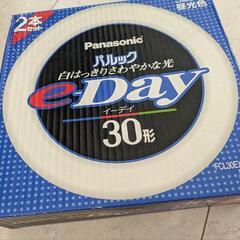 2本
セット
昼光色
Panasonic
パルック
白はっきりさわやかな光
e-Day
イーデイ
30形